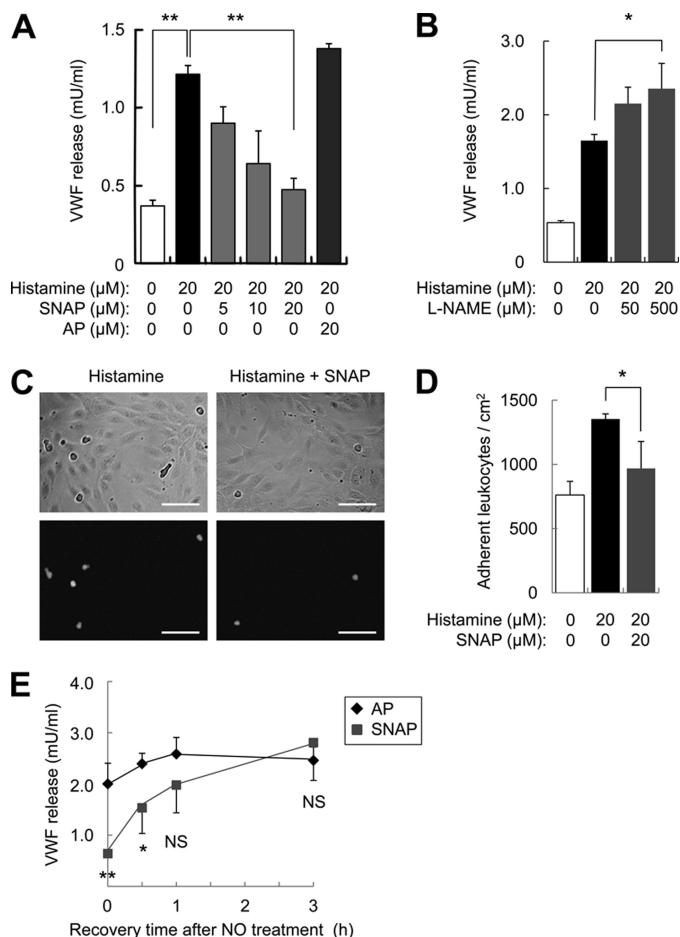 A
**
**
VWF release (mU/ml)
1.5
1.0
0.5
0
Histamine (µM): 0 20 20 20 20 20
SNAP (µM): 0 0 5 10 20 0
AP (µM): 0 0 0 0 0 20
B
*
VWF release (mU/ml)
3.0
2.0
1.0
0
Histamine (µM): 0 20 20 20
L-NAME (µM): 0 0 50 500
C
Histamine
Histamine + SNAP
D
*
Adherent leukocytes / cm²
1500
1000
500
0
Histamine (µM): 0 20 20
SNAP (µM): 0 0 20
E
VWF release (mU/ml)
4.0
3.0
2.0
1.0
AP
SNAP
**
*
NS
NS
0 1 3
Recovery time after NO treatment (h)